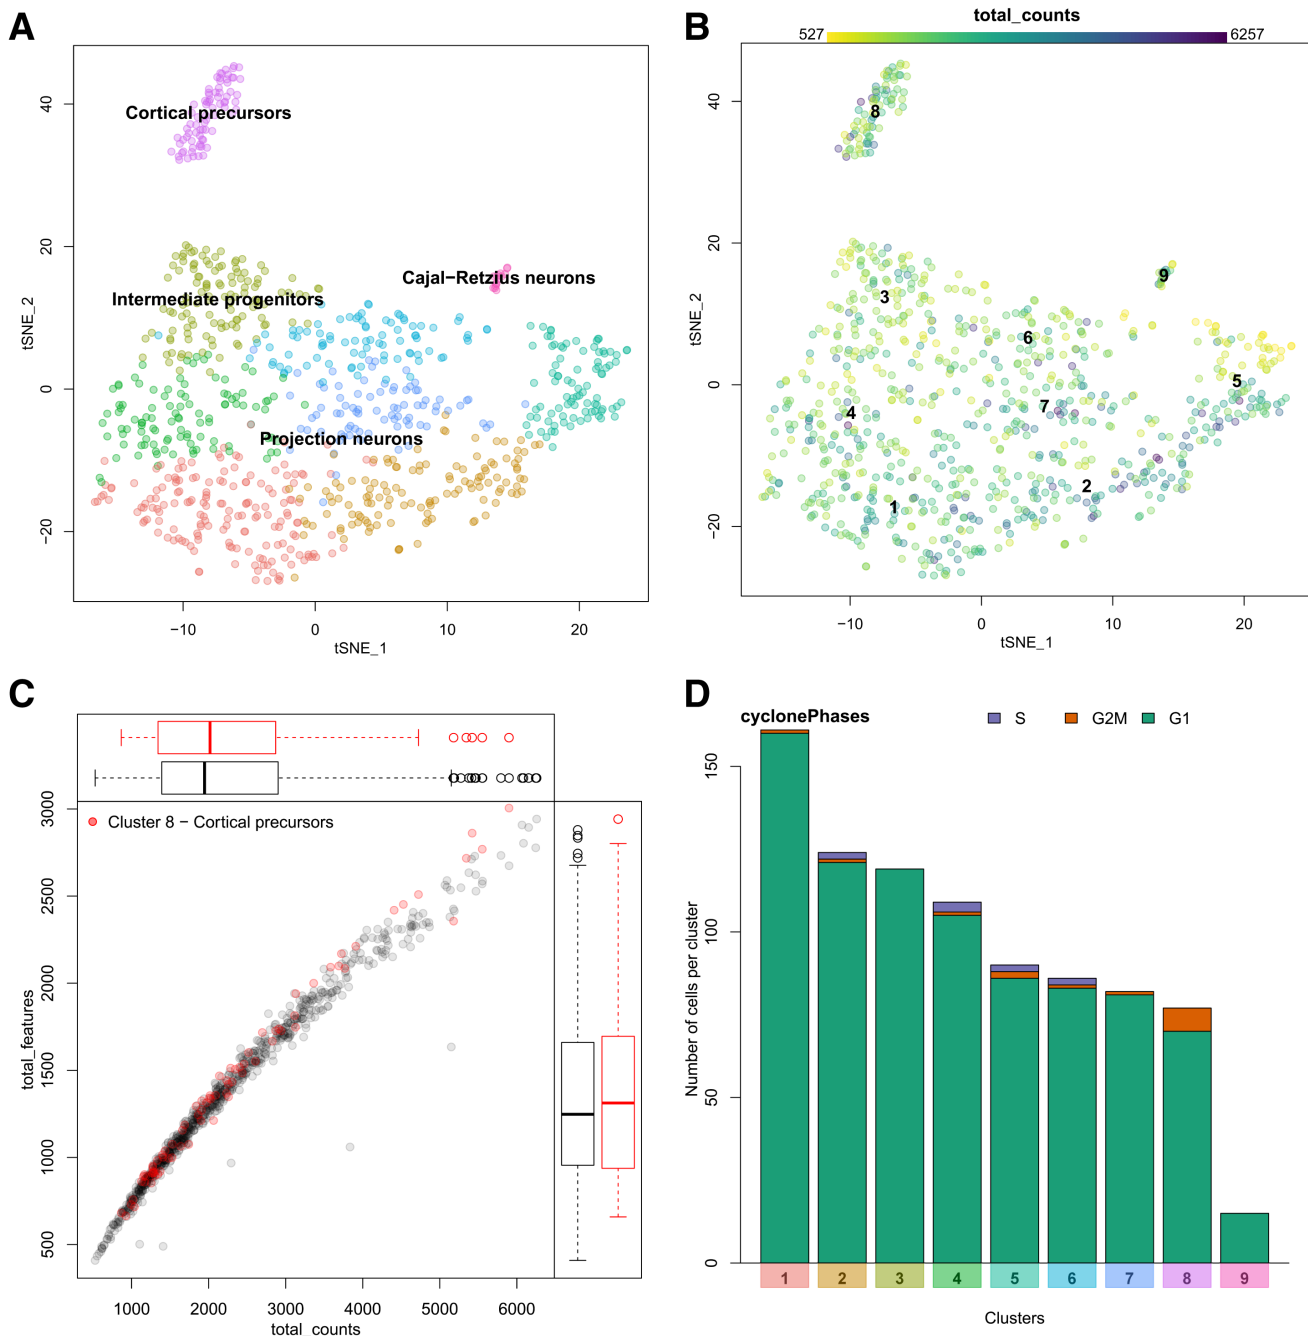 A
Cortical precursors
Cajal−Retzius neurons
Intermediate progenitors
Projection neurons
40
20
0
−20
tSNE_2
−10
0
10
20
tSNE_1
B
total_counts
527
6257
8
9
3
6
5
4
7
2
1
40
20
0
−20
tSNE_2
−10
0
10
20
tSNE_1
C
Cluster 8 − Cortical precursors
3000
2500
2000
1500
1000
500
total_features
1000
2000
3000
4000
5000
6000
total_counts
D
cyclonePhases
S
G2M
G1
150
100
50
0
Number of cells per cluster
1
2
3
4
5
6
7
8
9
Clusters